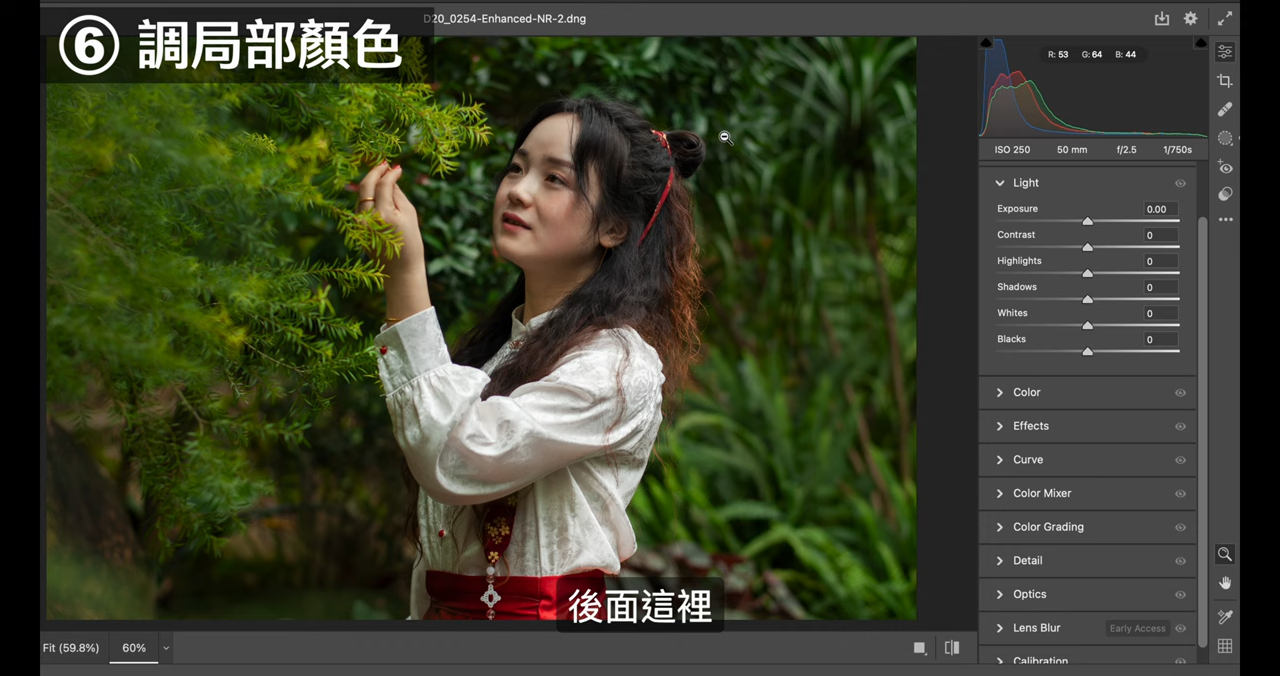 ⑥ 調局部顏色
D20_0254-Enhanced-NR-2.dng
R: 53 G: 64 B: 44
ISO 250 50 mm f/2.5 1/750s
Light
Exposure 0.00
Contrast 0
Highlights 0
Shadows 0
Whites 0
Blacks 0
Color
Effects
Curve
Color Mixer
Color Grading
Detail
Optics
Lens Blur Early Access
Calibration
後面這裡
Fit (59.8%) 60%